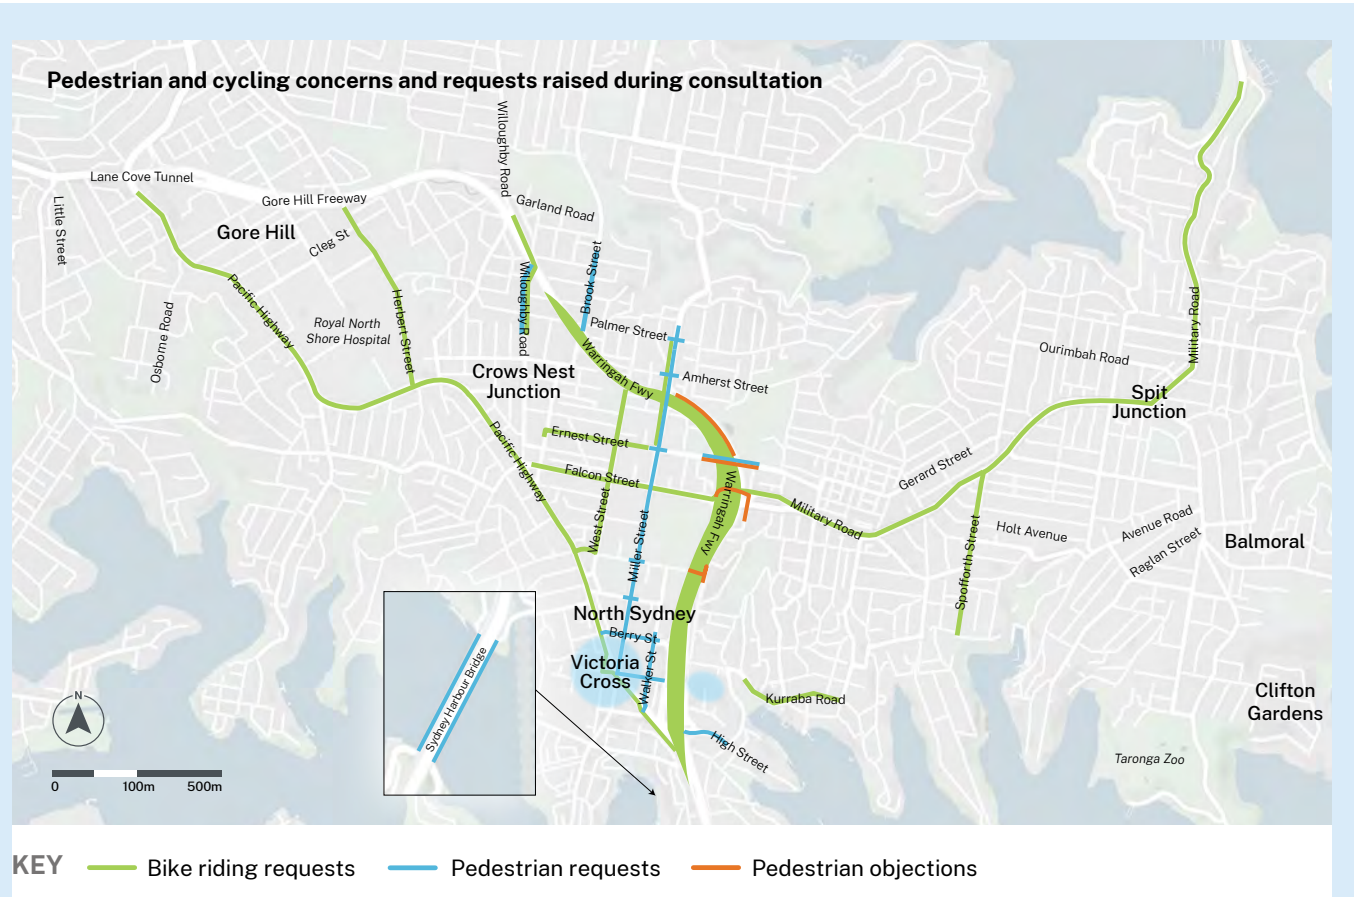 Pedestrian and cycling concerns and requests raised during consultation
Willoughby Road
Lane Cove Tunnel
Gore Hill Freeway
Garland Road
Little Street
Gore Hill
Cleg St
Brook Street
Willoughby Road
Pacific Highway
Herbert Street
Osborne Road
Royal North
Shore Hospital
Palmer Street
Warringah Fwy
Amherst Street
Military Road
Ourimbah Road
Crows Nest
Junction
Spit
Junction
Ernest Street
Pacific Highway
Falcon Street
Gerard Street
Warringah Fwy
Military Road
West Street
Miller Street
Spofforth Street
Holt Avenue
Avenue Road
Raglan Street
Balmoral
North Sydney
Berry St
Victoria
Cross
Walker St
Sydney Harbour Bridge
Kurraba Road
Clifton
Gardens
High Street
Taronga Zoo
N
0
100m
500m
KEY
Bike riding requests
Pedestrian requests
Pedestrian objections